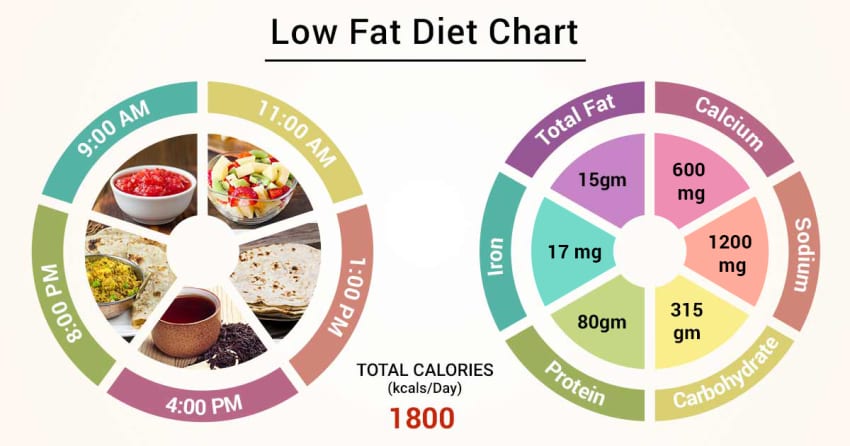 Low Fat Diet Chart
9:00 AM
11:00 AM
1:00 PM
4:00 PM
8:00 PM
TOTAL CALORIES
(kcals/Day)
1800
Total Fat
15gm
Calcium
600
mg
Sodium
1200
mg
Carbohydrate
315
gm
Protein
80gm
Iron
17 mg